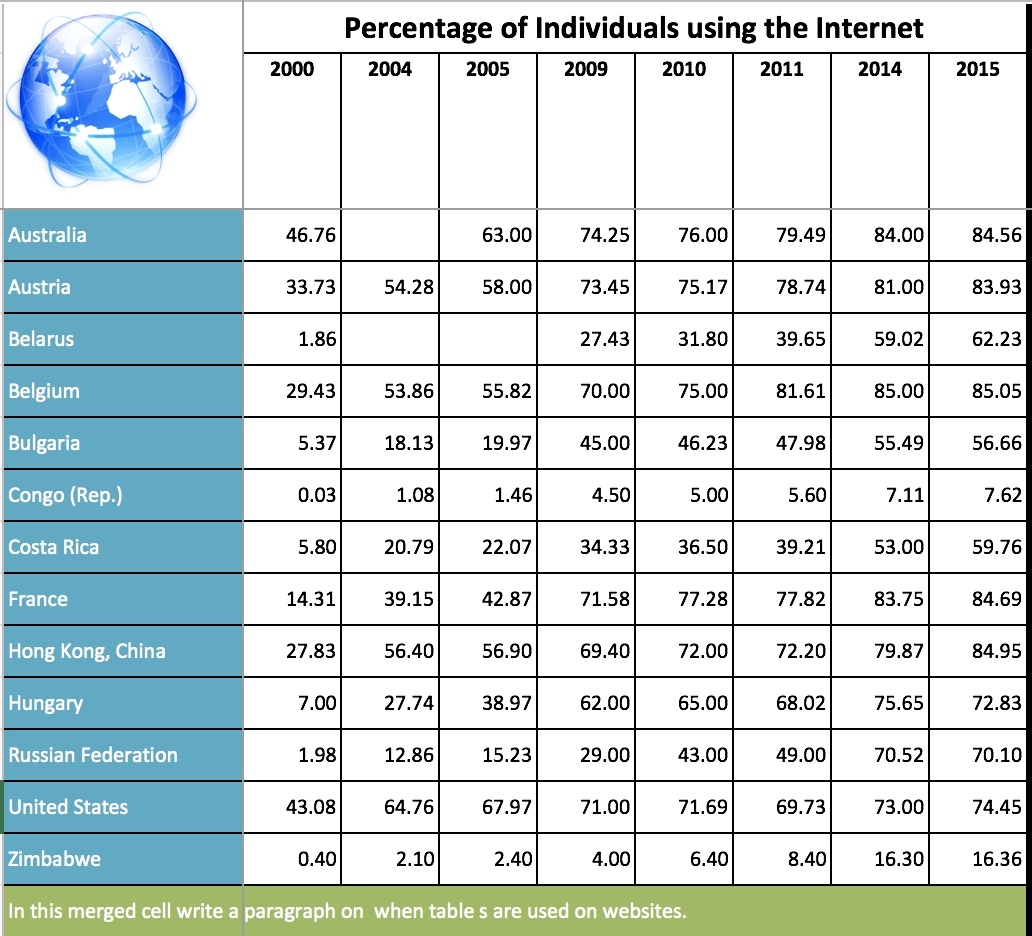 Percentage of Individuals using the Internet
2000 2004 2005 2009 2010 2011 2014 2015
Australia 46.76 63.00 74.25 76.00 79.49 84.00 84.56
Austria 33.73 54.28 58.00 73.45 75.17 78.74 81.00 83.93
Belarus 1.86 27.43 31.80 39.65 59.02 62.23
Belgium 29.43 53.86 55.82 70.00 75.00 81.61 85.00 85.05
Bulgaria 5.37 18.13 19.97 45.00 46.23 47.98 55.49 56.66
Congo (Rep.) 0.03 1.08 1.46 4.50 5.00 5.60 7.11 7.62
Costa Rica 5.80 20.79 22.07 34.33 36.50 39.21 53.00 59.76
France 14.31 39.15 42.87 71.58 77.28 77.82 83.75 84.69
Hong Kong, China 27.83 56.40 56.90 69.40 72.00 72.20 79.87 84.95
Hungary 7.00 27.74 38.97 62.00 65.00 68.02 75.65 72.83
Russian Federation 1.98 12.86 15.23 29.00 43.00 49.00 70.52 70.10
United States 43.08 64.76 67.97 71.00 71.69 69.73 73.00 74.45
Zimbabwe 0.40 2.10 2.40 4.00 6.40 8.40 16.30 16.36
In this merged cell write a paragraph on  when table s are used on websites.